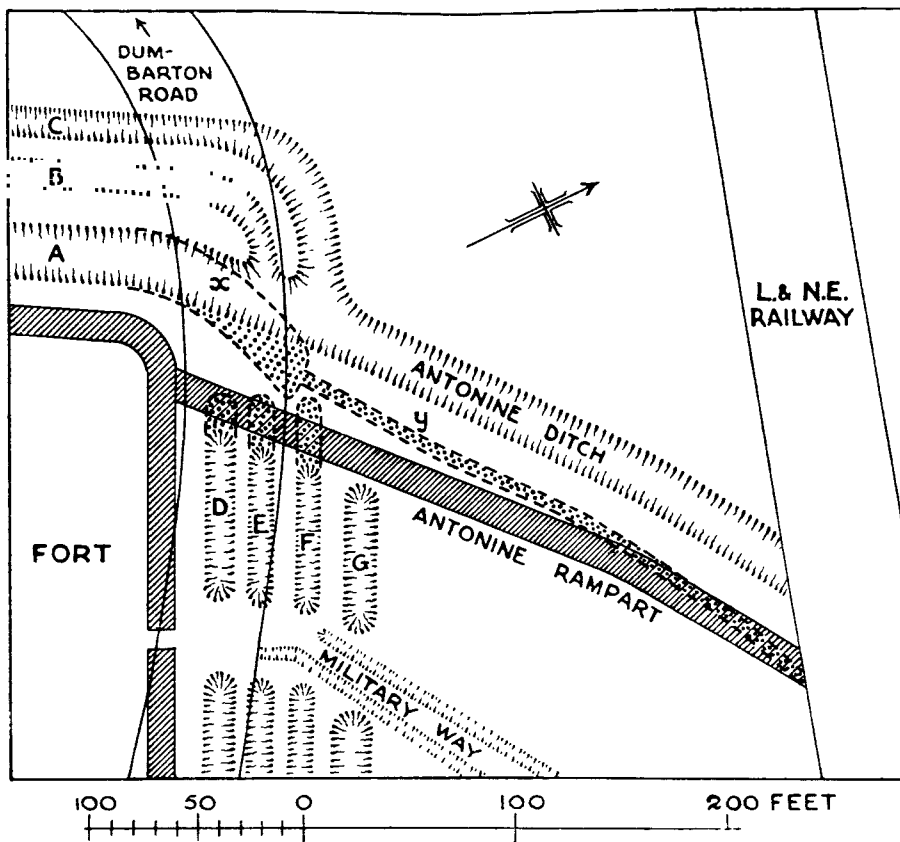 DUM-
BARTON
ROAD
C
B
A
x
L. & N.E.
RAILWAY
ANTONINE DITCH
y
D
E
F
G
FORT
ANTONINE RAMPART
MILITARY WAY
100 50 0 100 200 FEET